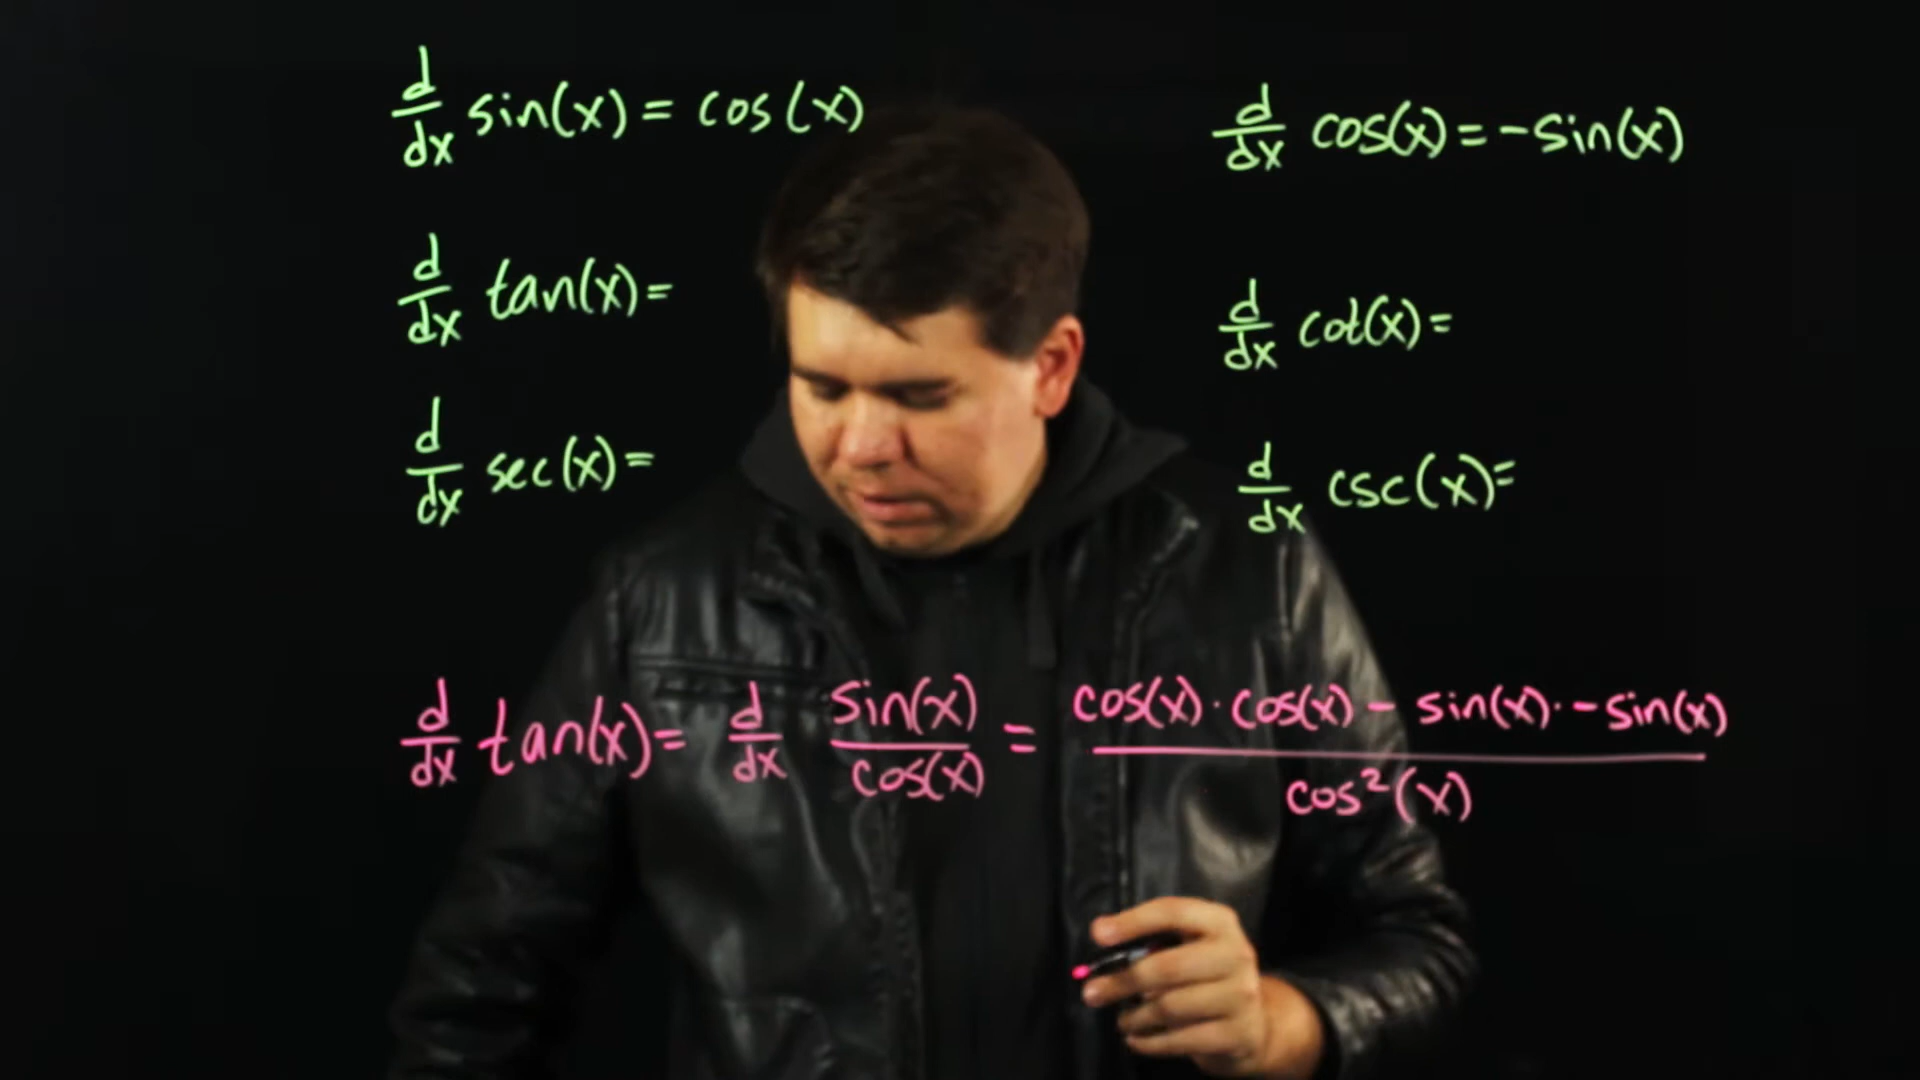 d/dx sin(x) = cos(x)
d/dx cos(x) = -sin(x)
d/dx tan(x) =
d/dx cot(x) =
d/dx sec(x) =
d/dx csc(x) =
d/dx tan(x) = d/dx sin(x)/cos(x) = cos(x)·cos(x) - sin(x)·-sin(x) / cos²(x)